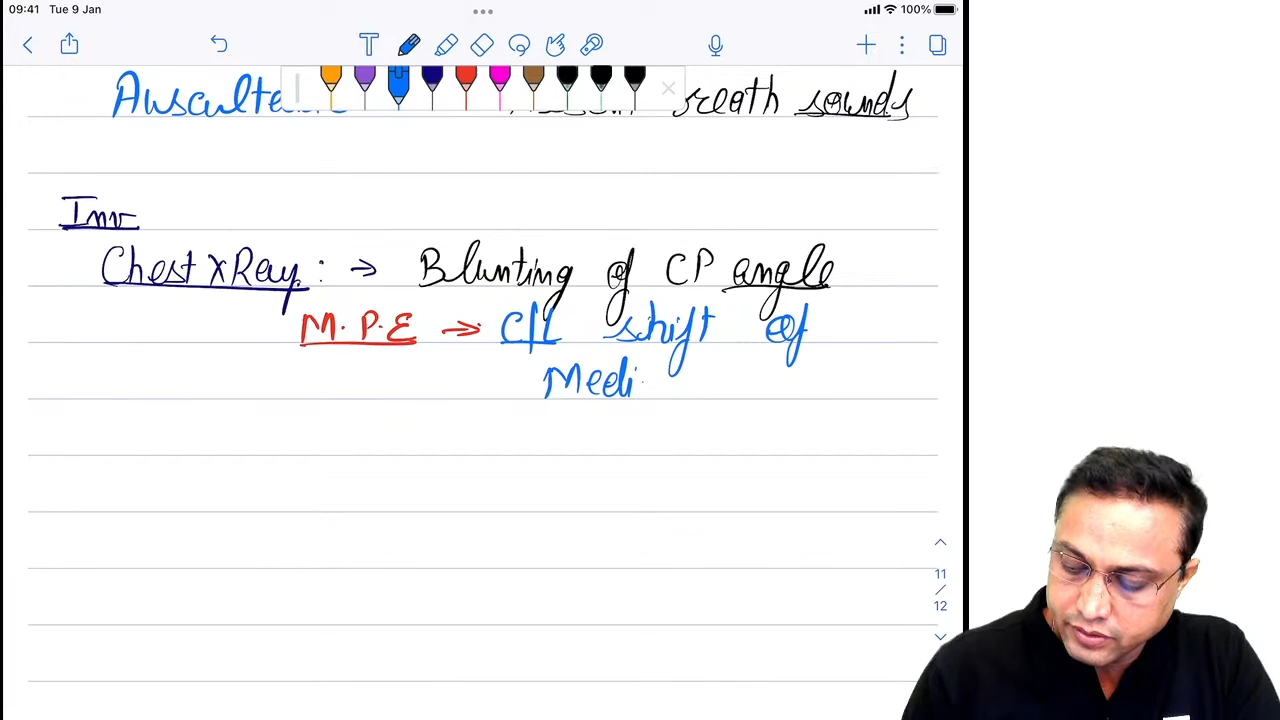 09:41 Tue 9 Jan
100%
T
breath sounds
Inv
Chest XRay : → Blunting of CP angle
M.P.E → C/L shift of
Medi
11
/
12